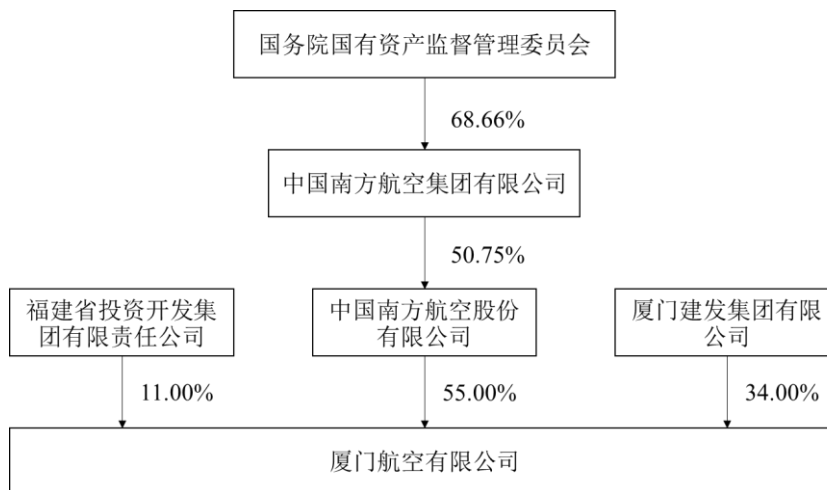 国务院国有资产监督管理委员会
68.66%
中国南方航空集团有限公司
50.75%
福建省投资开发集
团有限责任公司
中国南方航空股份
有限公司
厦门建发集团有限
公司
11.00%
55.00%
34.00%
厦门航空有限公司